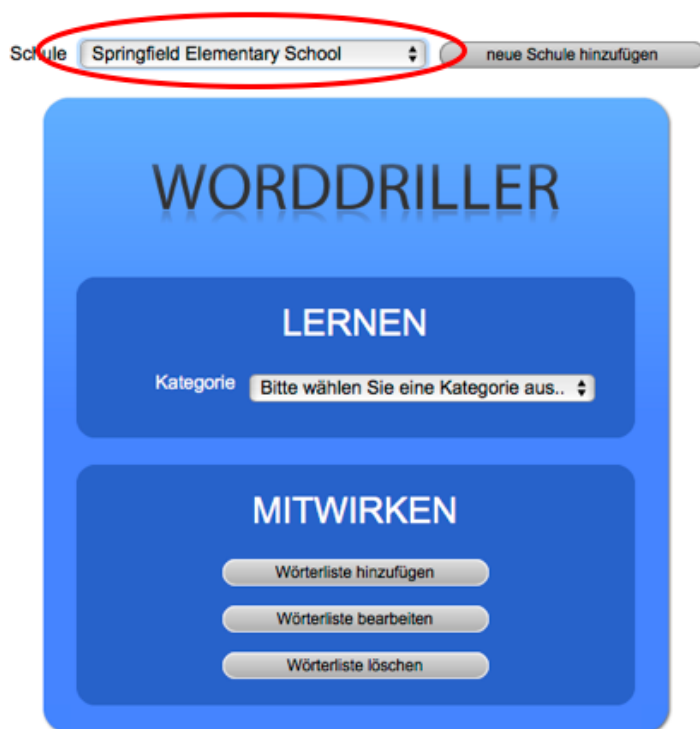 Schule Springfield Elementary School neue Schule hinzufügen
WORDDRILLER
LERNEN
Kategorie Bitte wählen Sie eine Kategorie aus..
MITWIRKEN
Wörterliste hinzufügen
Wörterliste bearbeiten
Wörterliste löschen